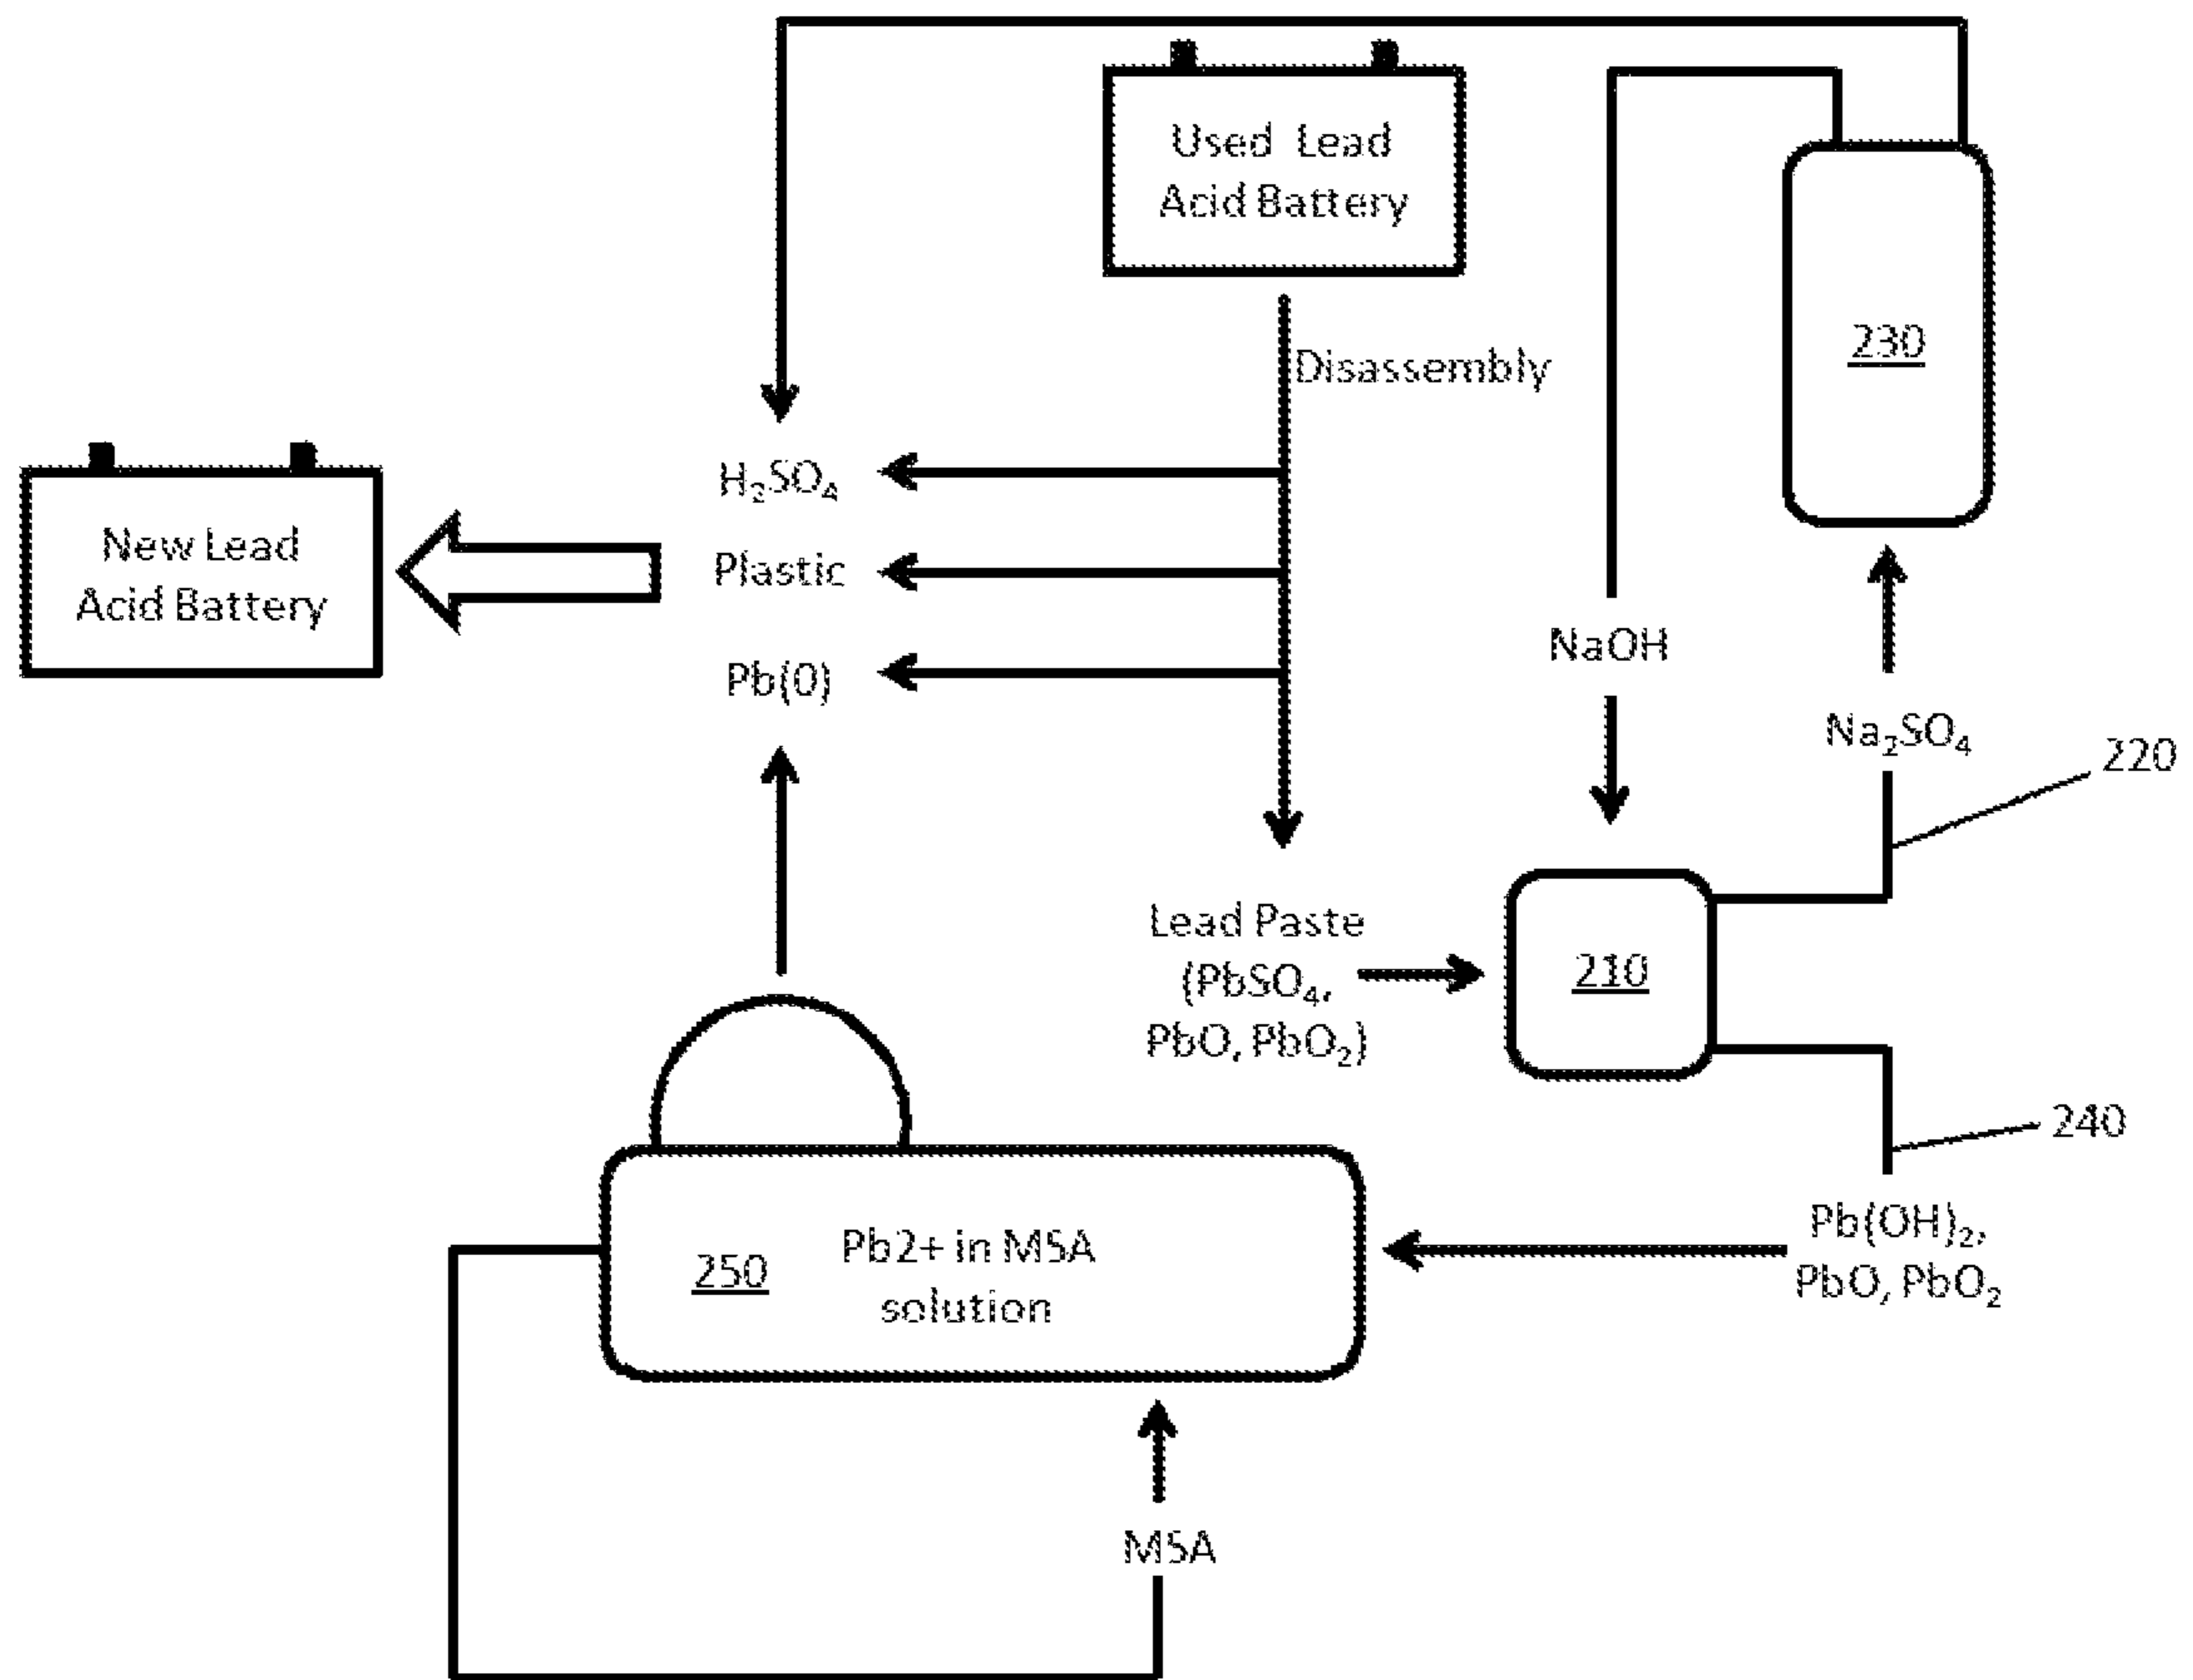 Used Lead
Acid Battery
230
Disassembly
H₂SO₄
New Lead
Acid Battery
Plastic
NaOH
Pb(0)
Na₂SO₄
220
Lead Paste
(PbSO₄,
PbO, PbO₂)
210
240
Pb(OH)₂,
PbO, PbO₂
250
Pb2+ in MSA
solution
MSA